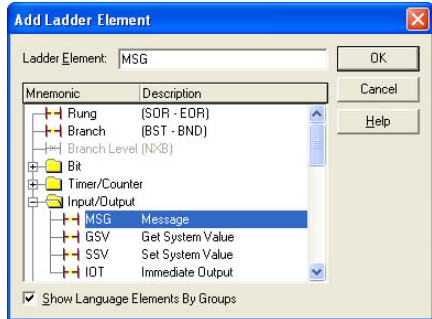 Add Ladder Element
Ladder Element: MSG
OK
Cancel
Help
Mnemonic Description
Rung (SOR - EOR)
Branch (BST - BND)
Branch Level (NXB)
Bit
Timer/Counter
Input/Output
MSG Message
GSV Get System Value
SSV Set System Value
IOT Immediate Output
Show Language Elements By Groups